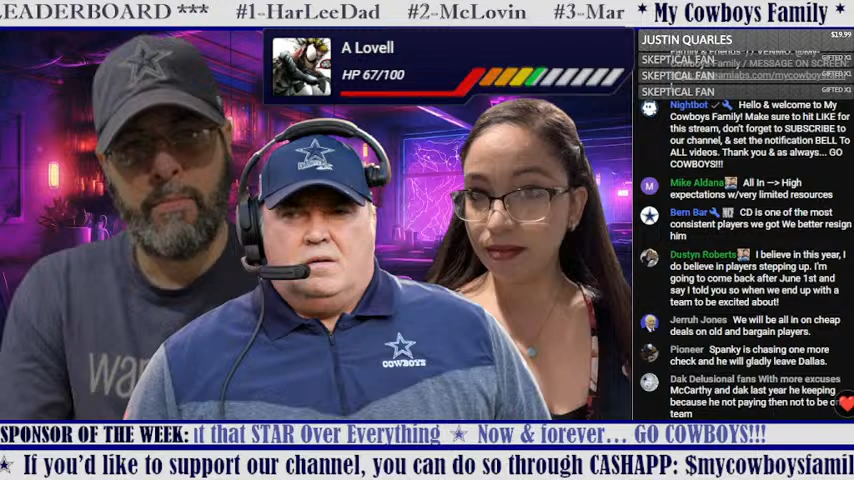 EADERBOARD *** #1-HarLeeDad #2-McLovin #3-Mar
* My Cowboys Family *
A Lovell
HP 67/100
COWBOYS
JUSTIN QUARLES $19.99
SKEPTICAL FAN GIFTED X1
SKEPTICAL FAN GIFTED X1
SKEPTICAL FAN GIFTED X1
Nightbot Hello & welcome to My
Cowboys Family! Make sure to hit LIKE for
this stream, don't forget to SUBSCRIBE to
our channel, & set the notification BELL To
ALL videos. Thank you & as always... GO
COWBOYS!!!
M
Mike Aldana All In —> High
expectations w/very limited resources
Bern Bar CD is one of the most
consistent players we got We better resign
him
Dustyn Roberts I believe in this year, I
do believe in players stepping up. I'm
going to come back after June 1st and
say I told you so when we end up with a
team to be excited about!
Jerruh Jones We will be all in on cheap
deals on old and bargain players.
Pioneer Spanky is chasing one more
check and he will gladly leave Dallas.
Dak Delusional fans With more excuses
McCarthy and dak last year he keeping
because he not paying then not to be
team
SPONSOR OF THE WEEK: it that STAR Over Everything ★ Now & forever... GO COWBOYS!!!
★ If you'd like to support our channel, you can do so through CASHAPP: $mycowboysfamil